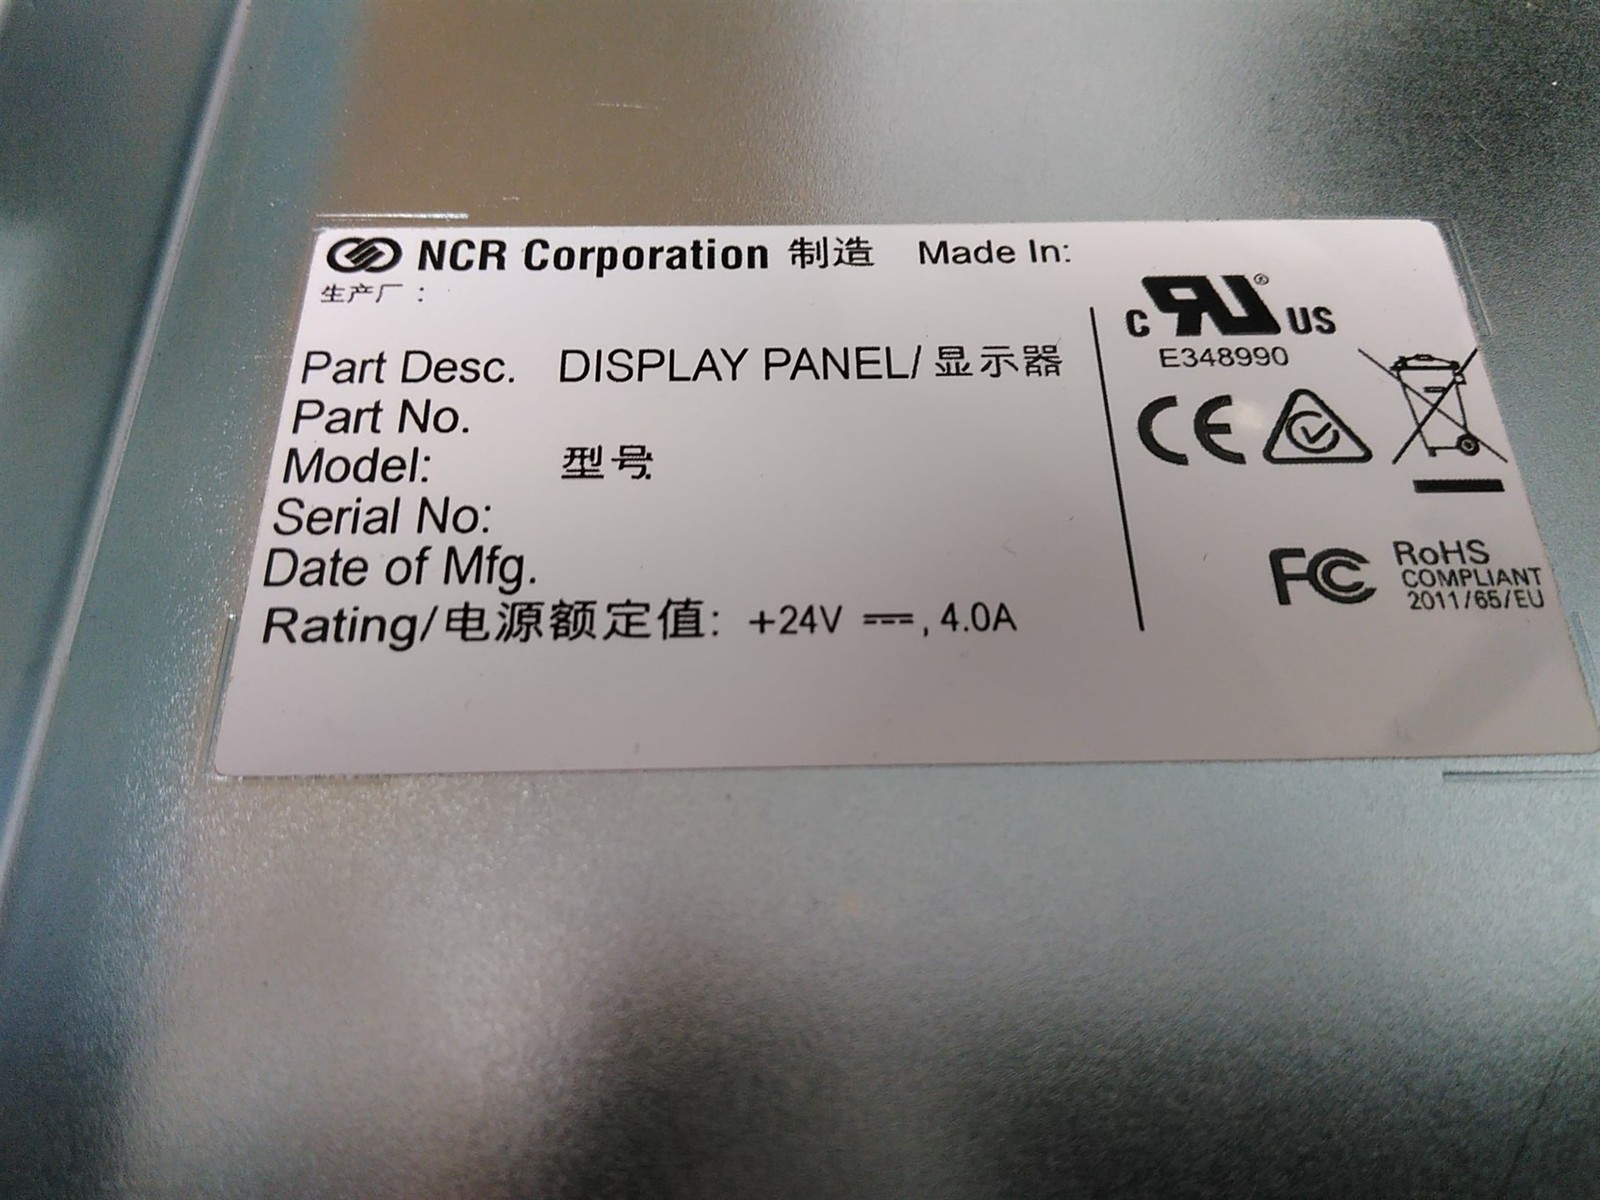 NCR Corporation 制造 Made In:
生产厂：
Part Desc. DISPLAY PANEL/显示器
Part No.
Model: 型号
Serial No:
Date of Mfg.
Rating/电源额定值: +24V ⎓, 4.0A
c RU® US
E348990
CE
FC
RoHS
COMPLIANT
2011/65/EU